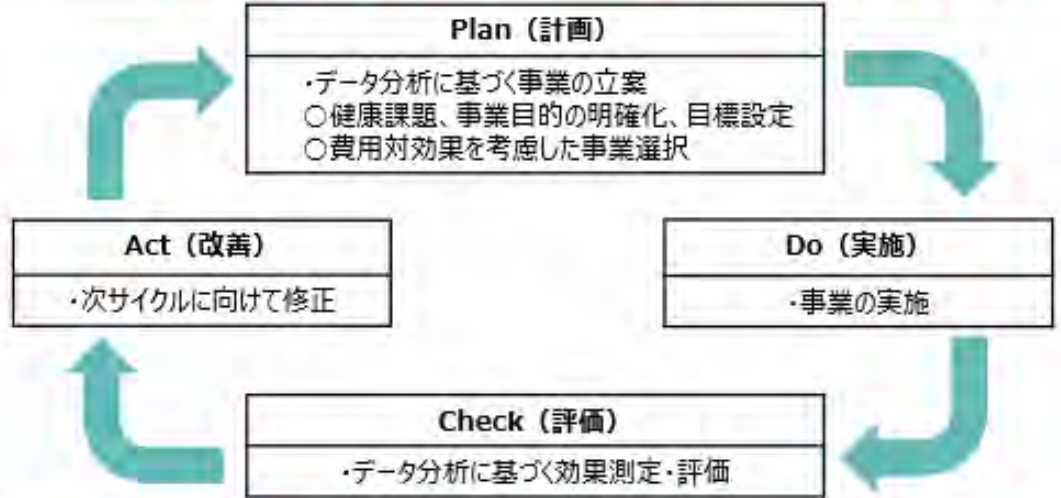 Plan（計画）
・データ分析に基づく事業の立案
○健康課題、事業目的の明確化、目標設定
○費用対効果を考慮した事業選択
Act（改善）
・次サイクルに向けて修正
Do（実施）
・事業の実施
Check（評価）
・データ分析に基づく効果測定・評価